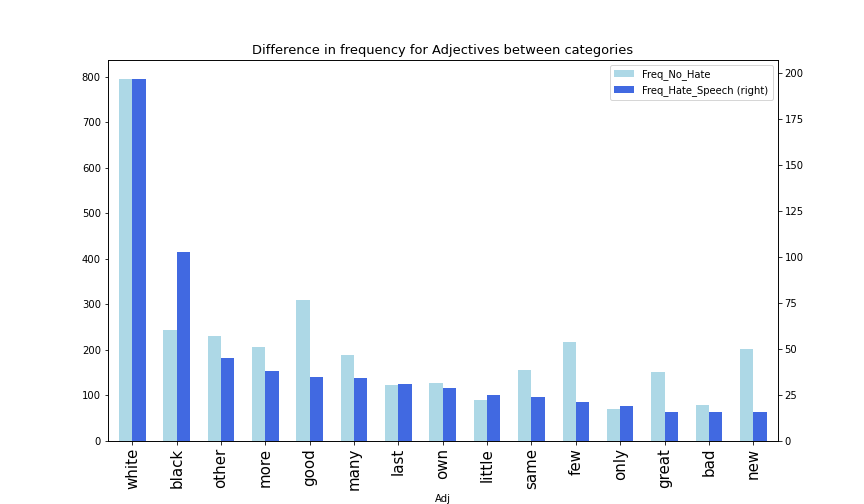 Difference in frequency for Adjectives between categories
Freq_No_Hate
Freq_Hate_Speech (right)
800
700
600
500
400
300
200
100
0
200
175
150
125
100
75
50
25
0
white
black
other
more
good
many
last
own
little
same
few
only
great
bad
new
Adj